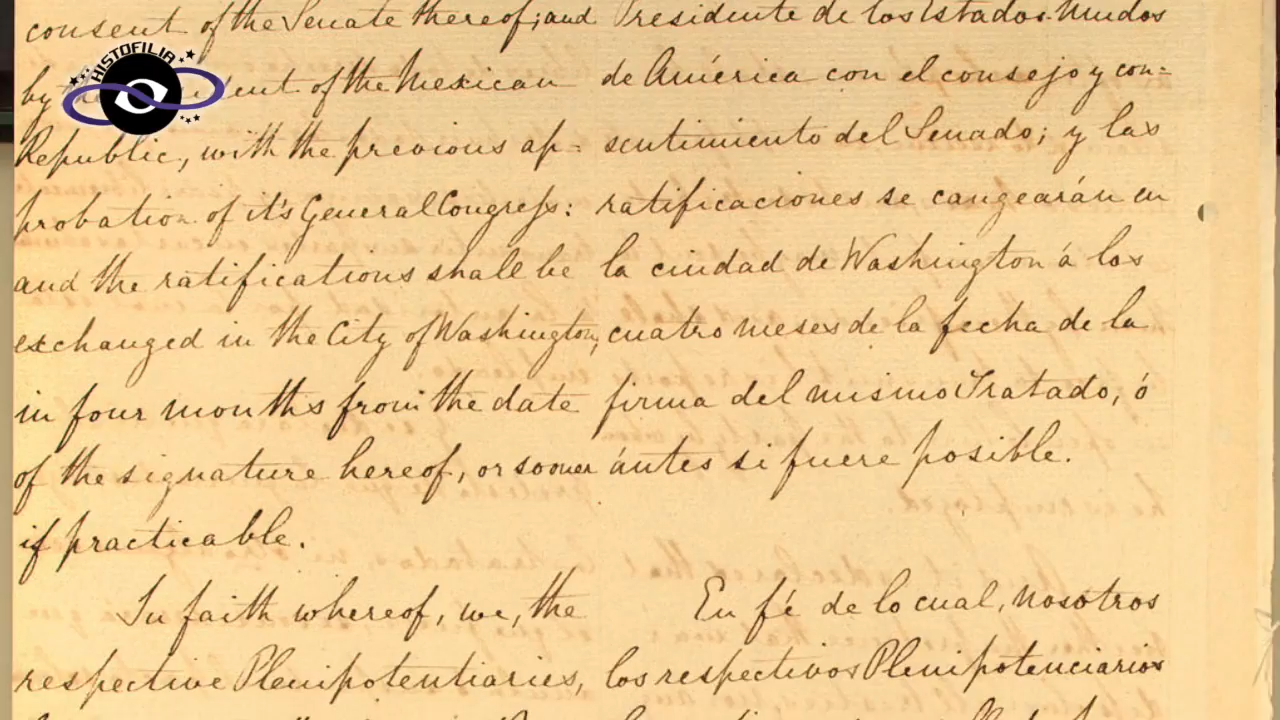 HISTOFILIA
consent of the Senate thereof; and
by the ent of the Mexican
Republic, with the previous ap=
probation of it's General Congress:
and the ratifications shall be
exchanged in the City of Washington,
in four months from the date
of the signature hereof, or sooner
if practicable.
In faith whereof, we, the
respective Plenipotentiaries,
Presidente de los Estados Unidos
de América con el consejo y con=
sentimiento del Senado; y las
ratificaciones se cangearán en
la ciudad de Washington á los
cuatro meses de la fecha de la
firma del mismo Tratado, ó
ántes si fuere posible.
En fé de lo cual, nosotros
los respectivos Plenipotenciarios